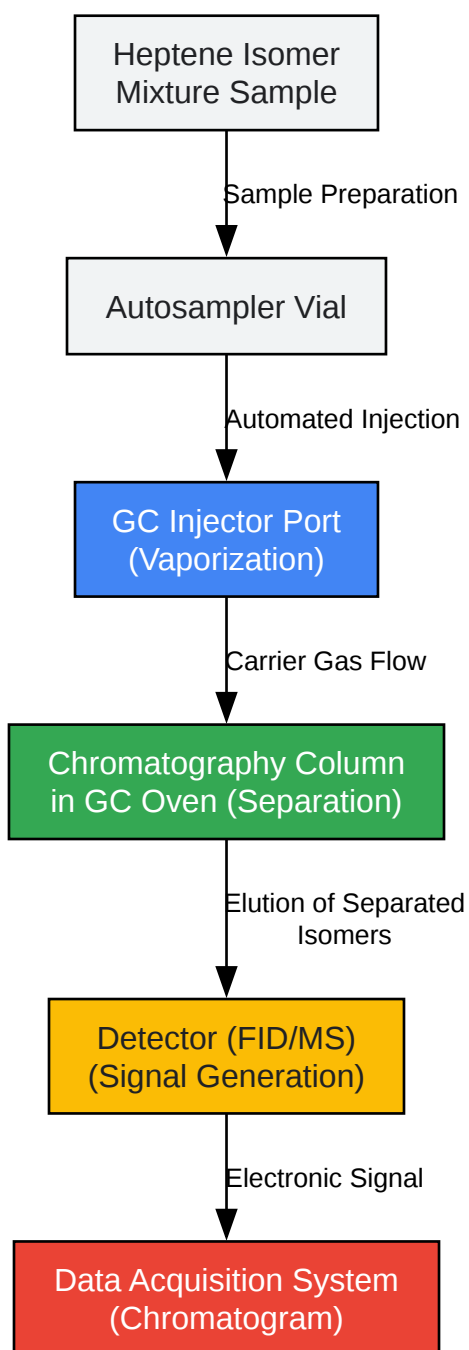 Heptene Isomer
Mixture Sample
Sample Preparation
Autosampler Vial
Automated Injection
GC Injector Port
(Vaporization)
Carrier Gas Flow
Chromatography Column
in GC Oven (Separation)
Elution of Separated
Isomers
Detector (FID/MS)
(Signal Generation)
Electronic Signal
Data Acquisition System
(Chromatogram)